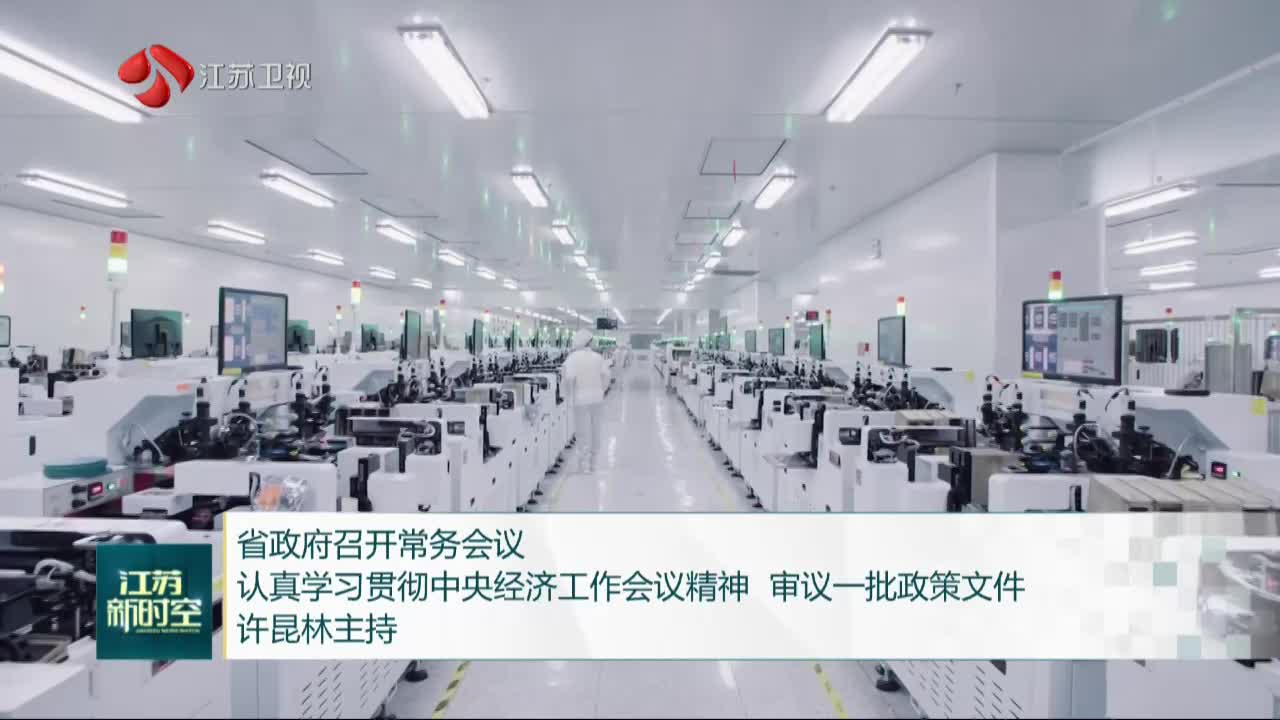 江苏卫视
省政府召开常务会议
认真学习贯彻中央经济工作会议精神 审议一批政策文件
许昆林主持
江苏
新时空